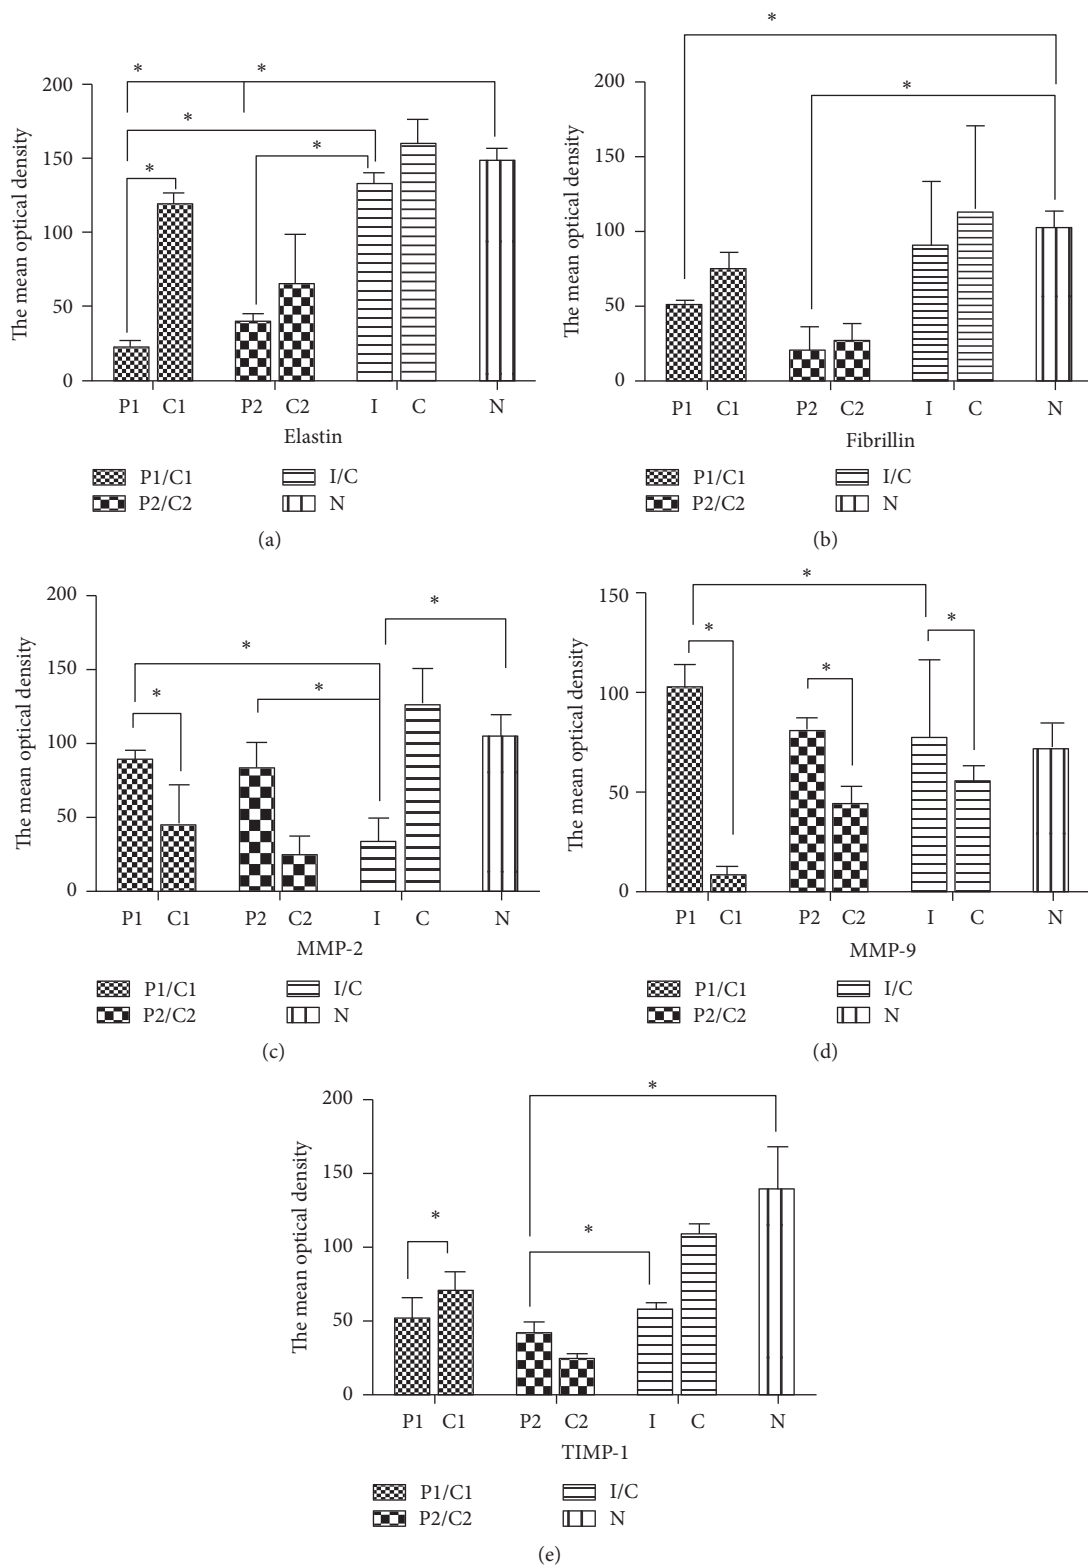 The mean optical density
200
150
100
50
0
* *
*
*
*
P1 C1 P2 C2 I C N
Elastin
P1/C1 I/C
P2/C2 N
(a)
The mean optical density
200
150
100
50
0
*
*
P1 C1 P2 C2 I C N
Fibrillin
P1/C1 I/C
P2/C2 N
(b)
The mean optical density
200
150
100
50
0
*
*
*
*
P1 C1 P2 C2 I C N
MMP-2
P1/C1 I/C
P2/C2 N
(c)
The mean optical density
150
100
50
0
*
* *
*
P1 C1 P2 C2 I C N
MMP-9
P1/C1 I/C
P2/C2 N
(d)
The mean optical density
200
150
100
50
0
*
*
*
P1 C1 P2 C2 I C N
TIMP-1
P1/C1 I/C
P2/C2 N
(e)